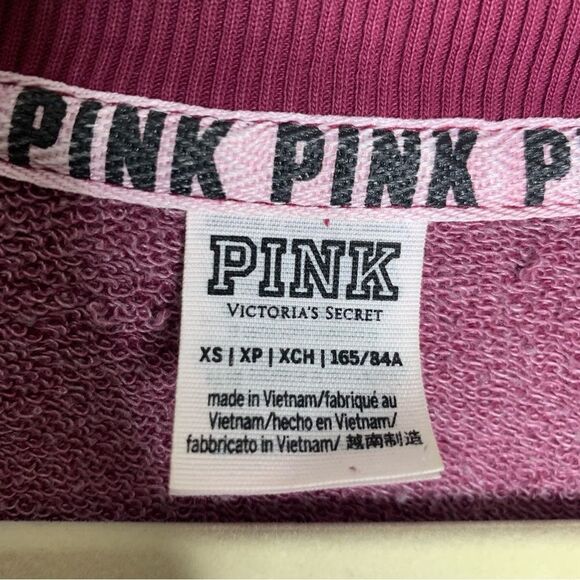 PINK PINK P
PINK
VICTORIA'S SECRET
XS | XP | XCH | 165/84A
made in Vietnam/fabriqué au
Vietnam/hecho en Vietnam/
fabbricato in Vietnam/ 越南制造